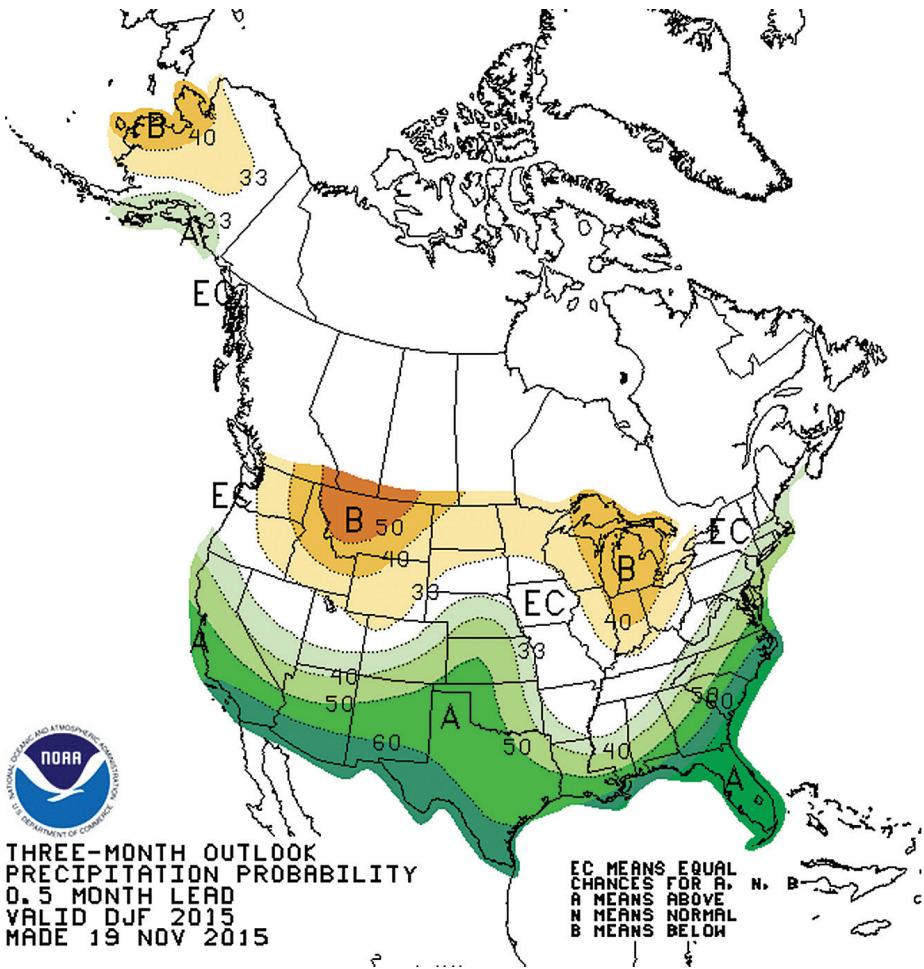 B
40
33
33
A
EC
EC
B
50
40
33
EC
B
40
EC
33
A
40
50
60
A
50
40
50
60
A
NOAA
NATIONAL OCEANIC AND ATMOSPHERIC ADMINISTRATION
U.S. DEPARTMENT OF COMMERCE
THREE-MONTH OUTLOOK
PRECIPITATION PROBABILITY
0.5 MONTH LEAD
VALID DJF 2015
MADE 19 NOV 2015
EC MEANS EQUAL
CHANCES FOR A, N, B
A MEANS ABOVE
N MEANS NORMAL
B MEANS BELOW